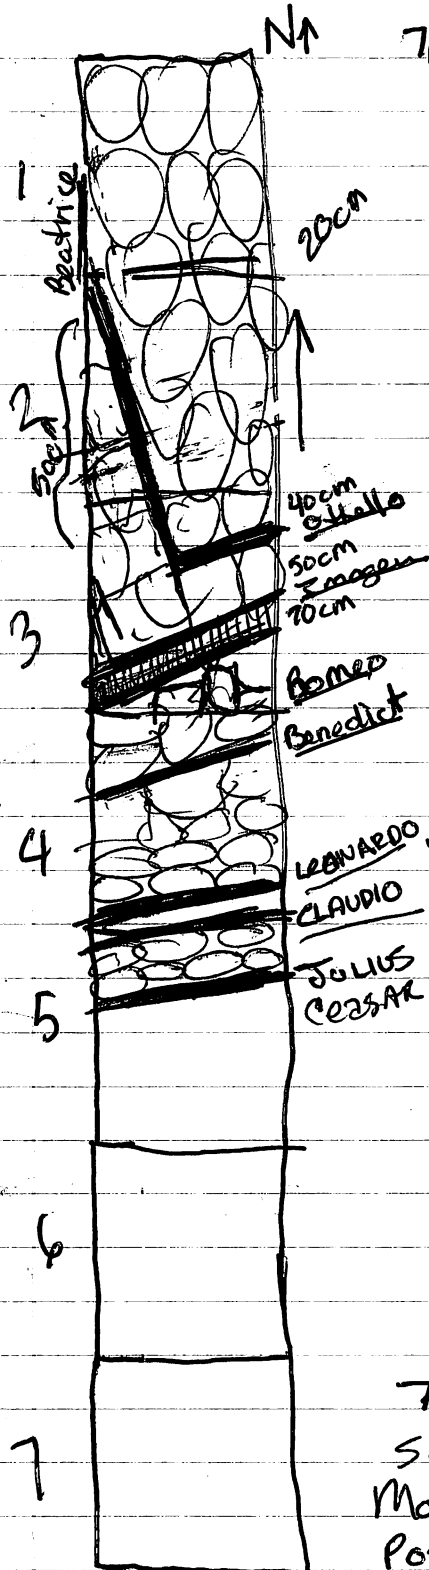 N↑
1
Beatrice
20cm
2
50cm
40cm
Othello
50cm
Imogen
70cm
3
Romeo
Benedict
4
LEONARDO
CLAUDIO
5
JULIUS
CEASAR
6
7